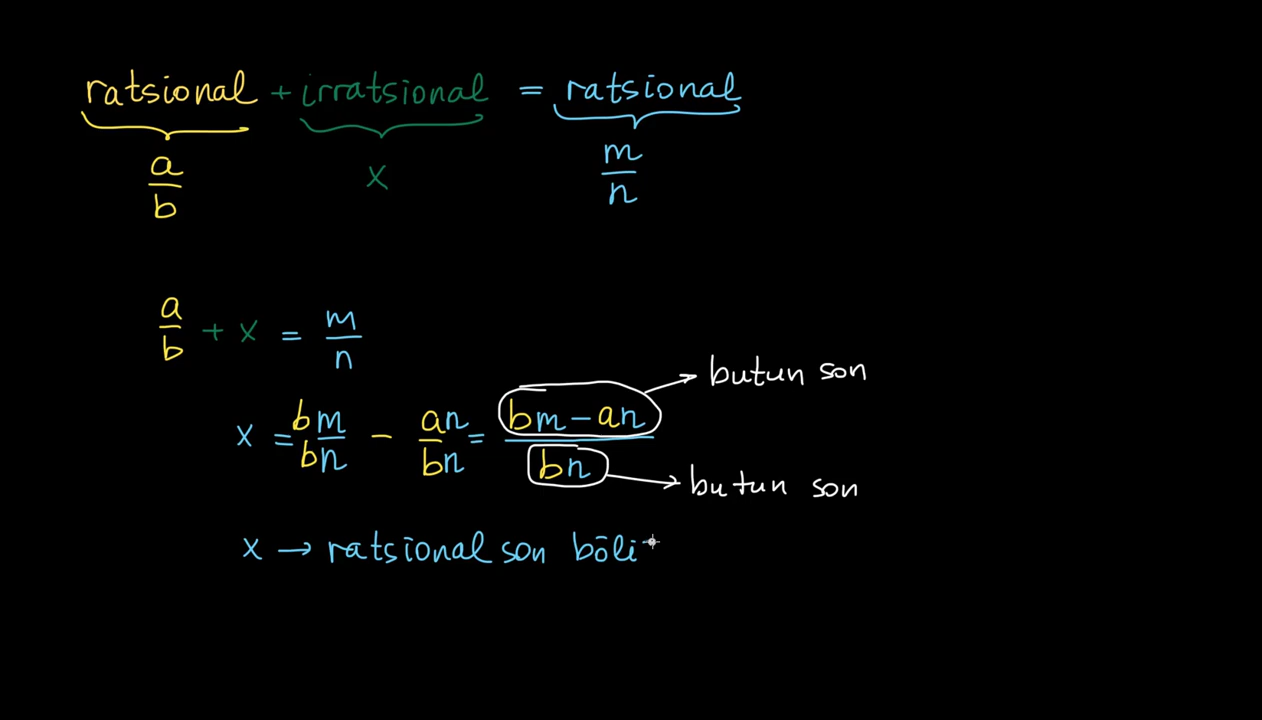 ratsional + irratsional = ratsional
a/b x m/n
a/b + x = m/n
butun son
x = bm/bn - an/bn = bm-an/bn
butun son
x → ratsional son bōli